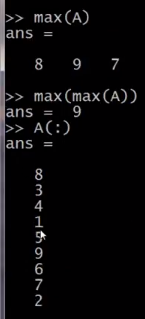 >> max(A)
ans =
8 9 7
>> max(max(A))
ans = 9
>> A(:)
ans =
8
3
4
1
5
9
6
7
2